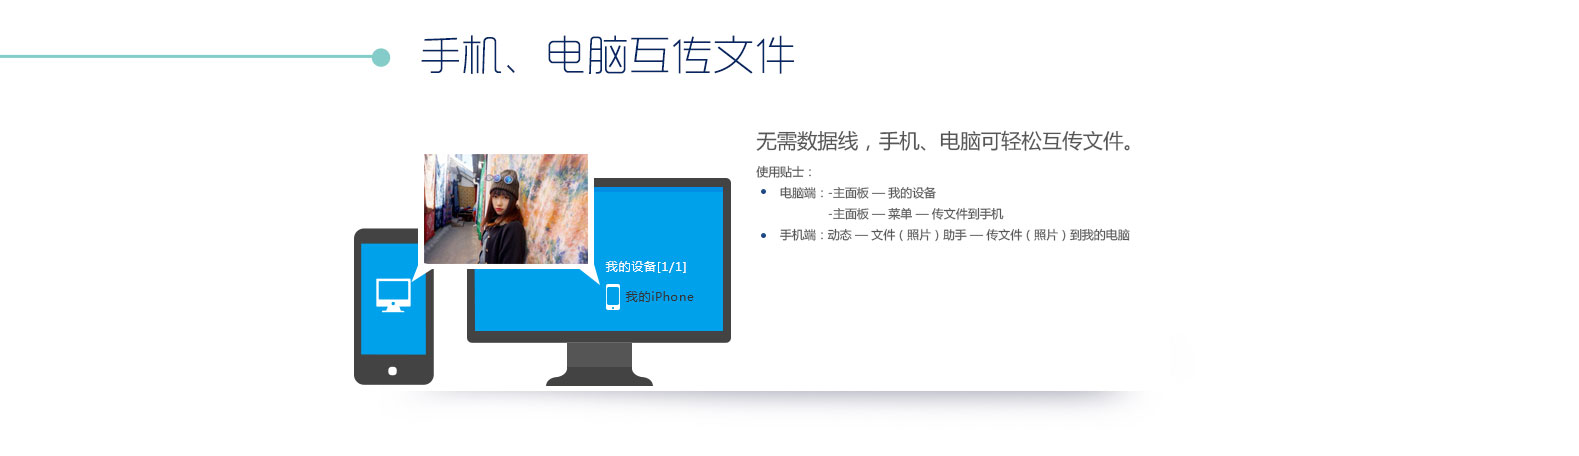 手机、电脑互传文件
无需数据线，手机、电脑可轻松互传文件。
使用贴士：
• 电脑端：-主面板 — 我的设备
-主面板 — 菜单 — 传文件到手机
• 手机端：动态 — 文件（照片）助手 — 传文件（照片）到我的电脑
我的设备[1/1]
我的iPhone